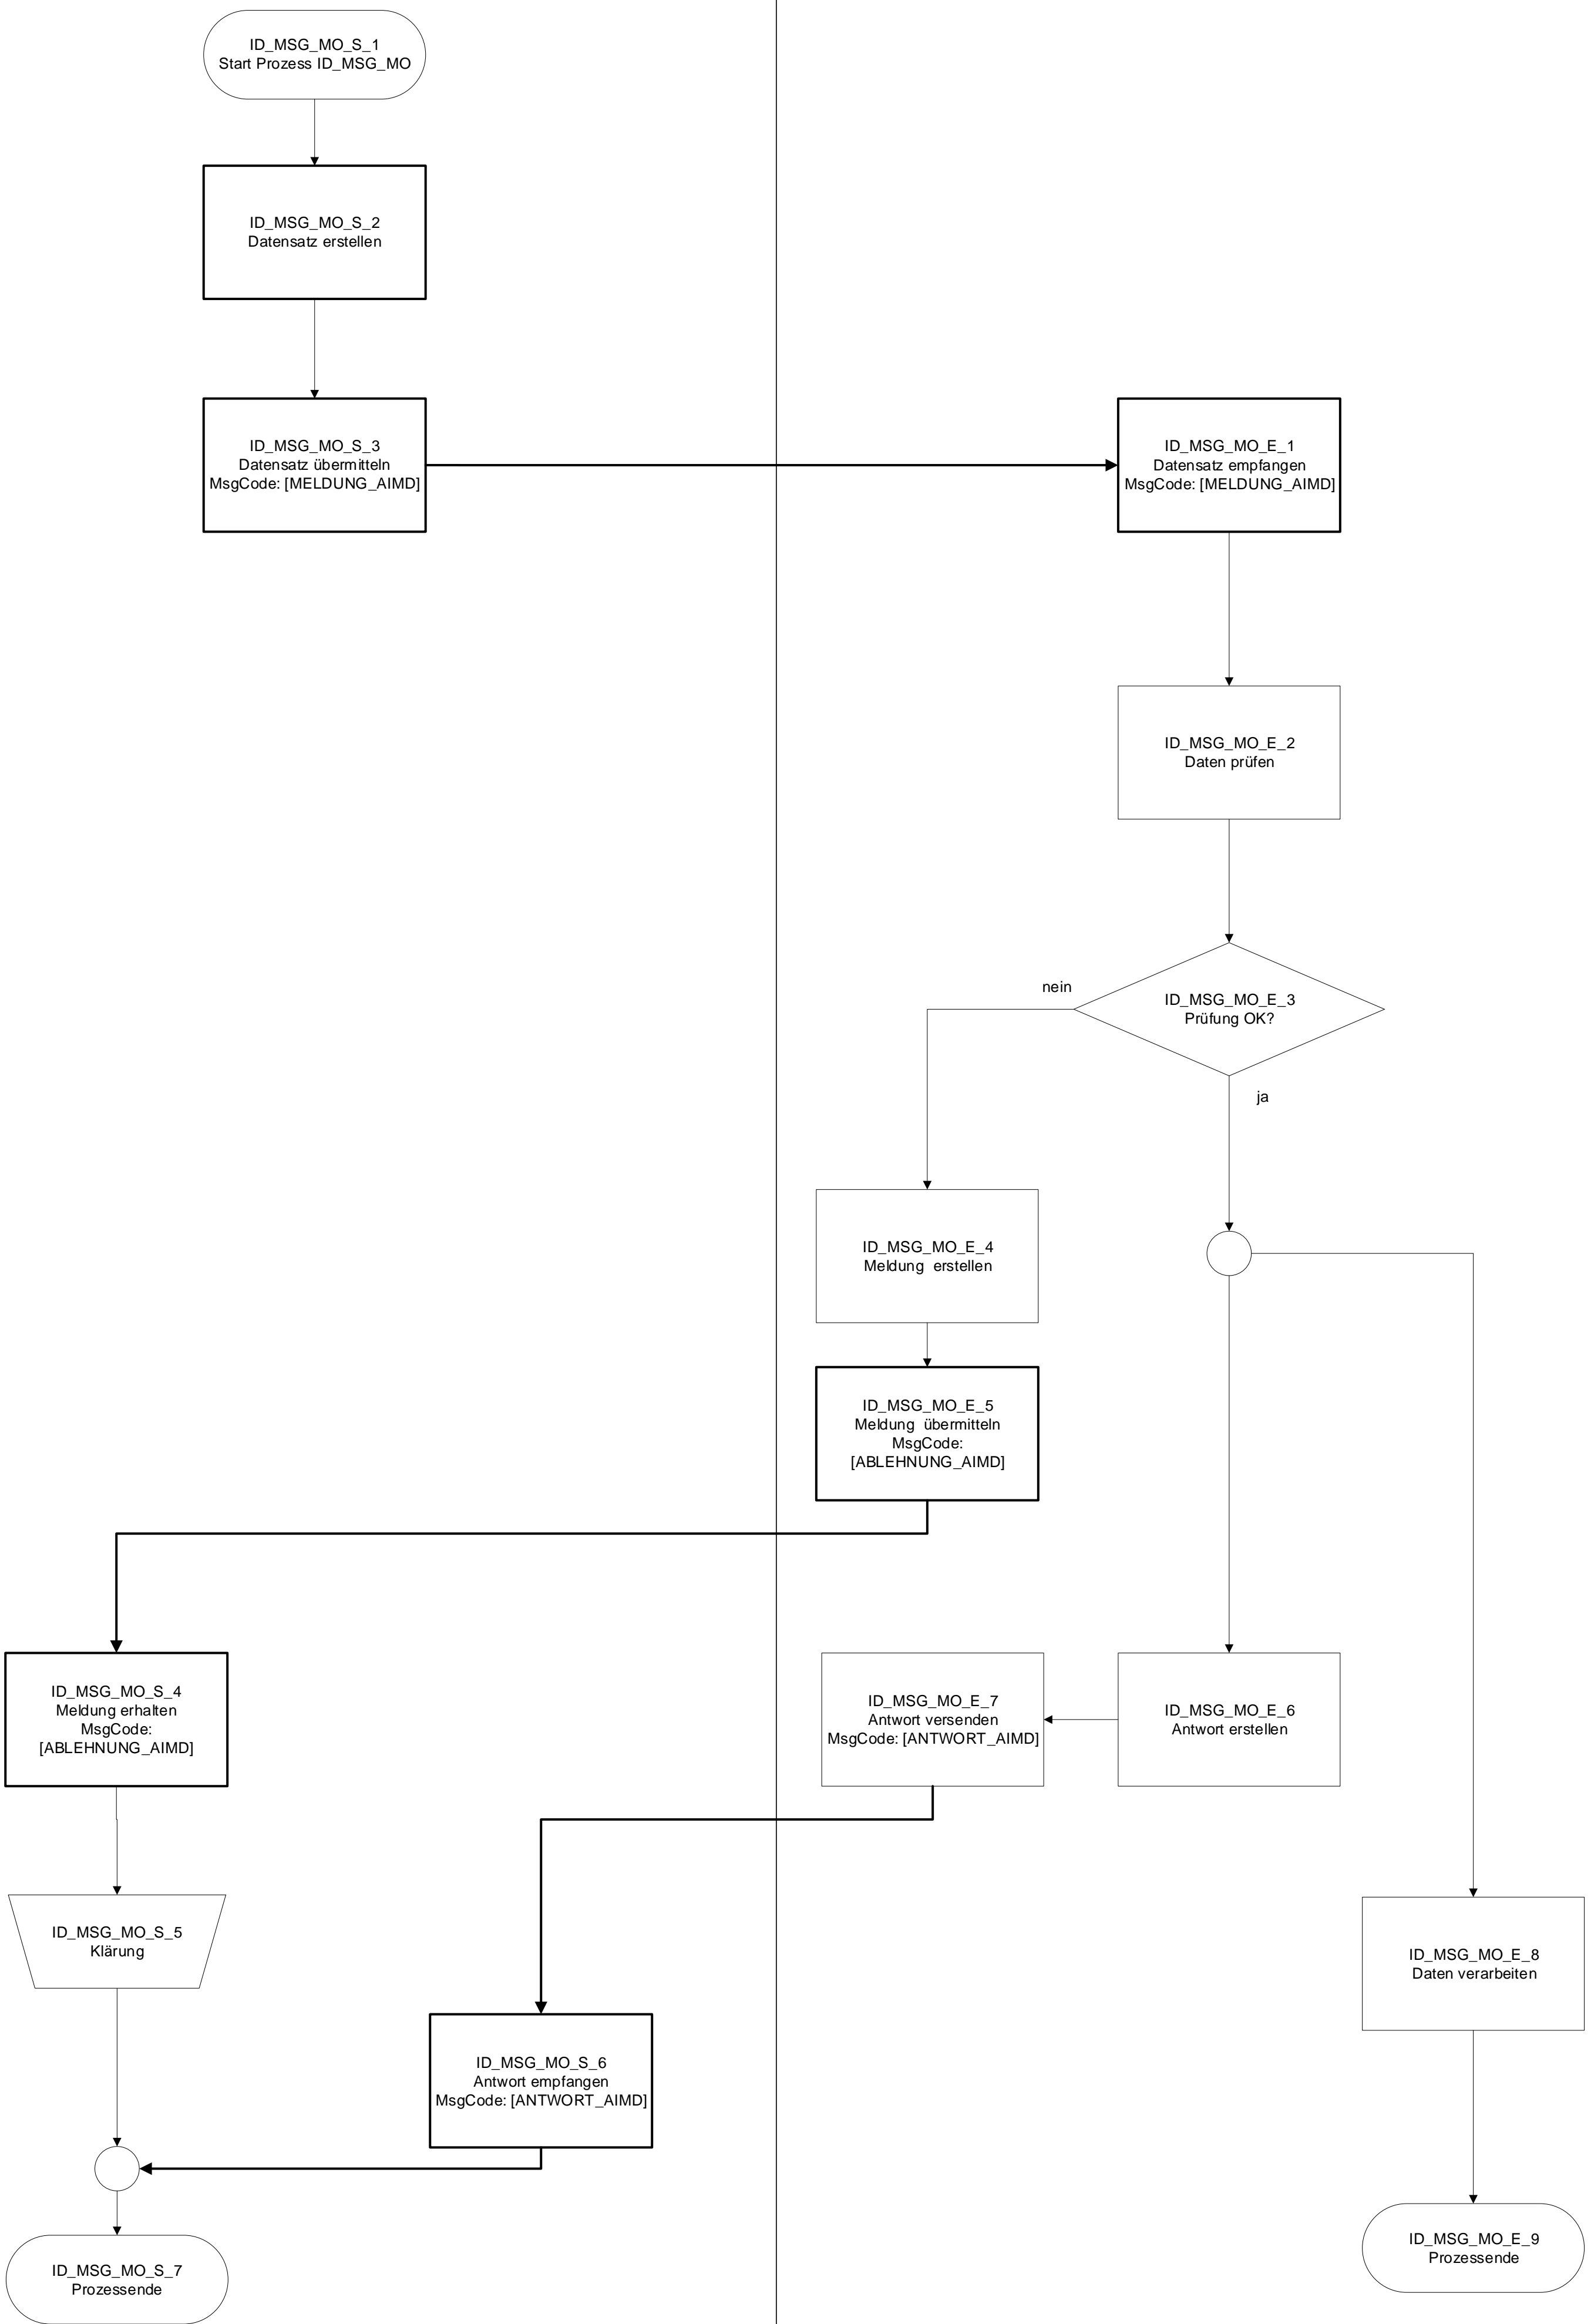 ID_MSG_MO_S_1
Start Prozess ID_MSG_MO
ID_MSG_MO_S_2
Datensatz erstellen
ID_MSG_MO_S_3
Datensatz übermitteln
MsgCode: [MELDUNG_AIMD]
ID_MSG_MO_E_1
Datensatz empfangen
MsgCode: [MELDUNG_AIMD]
ID_MSG_MO_E_2
Daten prüfen
nein
ID_MSG_MO_E_3
Prüfung OK?
ja
ID_MSG_MO_E_4
Meldung  erstellen
ID_MSG_MO_E_5
Meldung  übermitteln
MsgCode:
[ABLEHNUNG_AIMD]
ID_MSG_MO_S_4
Meldung erhalten
MsgCode:
[ABLEHNUNG_AIMD]
ID_MSG_MO_E_7
Antwort versenden
MsgCode: [ANTWORT_AIMD]
ID_MSG_MO_E_6
Antwort erstellen
ID_MSG_MO_S_5
Klärung
ID_MSG_MO_E_8
Daten verarbeiten
ID_MSG_MO_S_6
Antwort empfangen
MsgCode: [ANTWORT_AIMD]
ID_MSG_MO_S_7
Prozessende
ID_MSG_MO_E_9
Prozessende